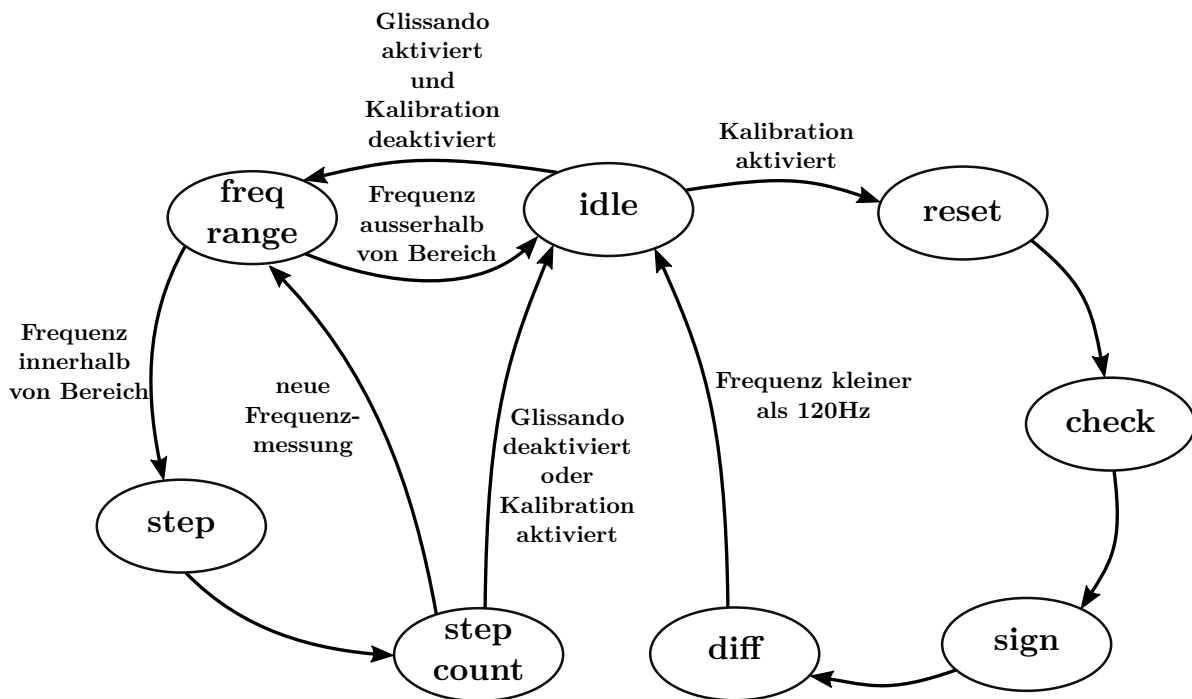 Glissando
aktiviert
und
Kalibration
deaktiviert
Kalibration
aktiviert
freq
range
Frequenz
ausserhalb
von Bereich
idle
reset
Frequenz
innerhalb
von Bereich
neue
Frequenz-
messung
Glissando
deaktiviert
oder
Kalibration
aktiviert
Frequenz kleiner
als 120Hz
check
step
step
count
diff
sign